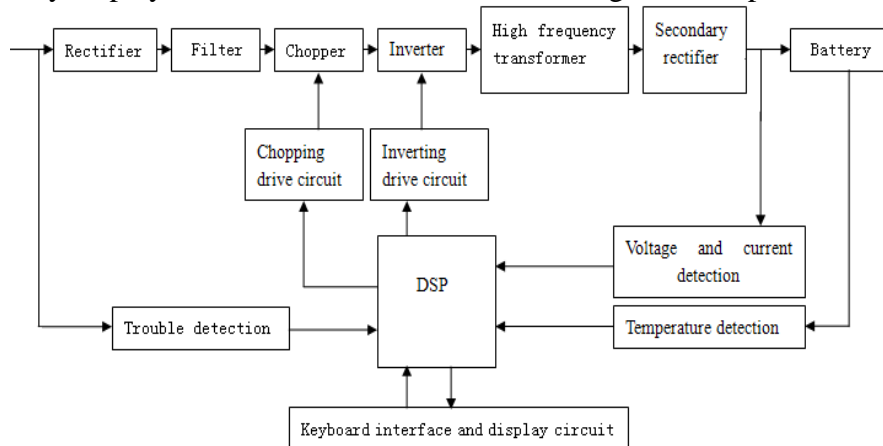 Rectifier
Filter
Chopper
Inverter
High frequency
transformer
Secondary
rectifier
Battery
Chopping
drive circuit
Inverting
drive circuit
Voltage and current
detection
DSP
Trouble detection
Temperature detection
Keyboard interface and display circuit